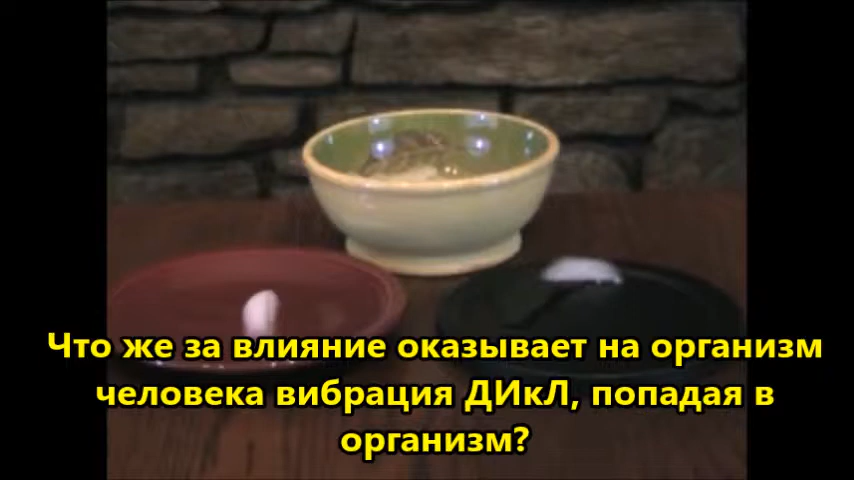 Что же за влияние оказывает на организм
человека вибрация ДИкЛ, попадая в
организм?